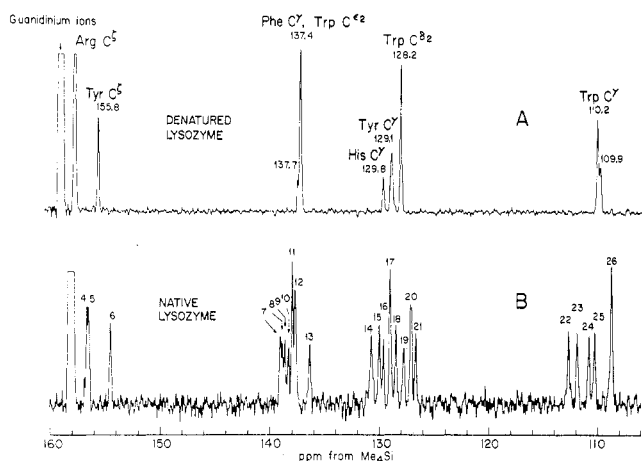 Guanidinium ions
Arg Cζ
Tyr Cζ
155.8
Phe Cγ, Trp Cε2
137.4
137.7
Trp Cδ2
128.2
Tyr Cγ
129.1
His Cγ
129.8
Trp Cγ
110.2
109.9
DENATURED
LYSOZYME
A
NATIVE
LYSOZYME
B
4 5 6 7 8 9 10 11 12 13 14 15 16 17 18 19 20 21 22 23 24 25 26
160 150 140 130 120 110
ppm from Me4Si